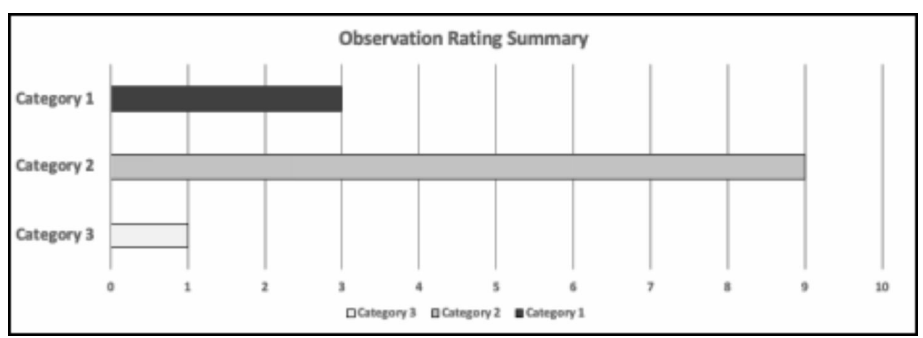 Observation Rating Summary
Category 1
Category 2
Category 3
0 1 2 3 4 5 6 7 8 9 10
Category 3 Category 2 Category 1